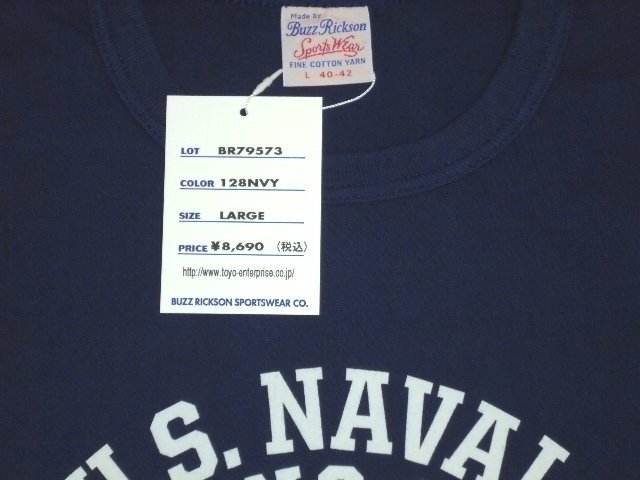 Made by
Buzz Rickson
Sports Wear
FINE COTTON YARN
L 40-42
LOT BR79573
COLOR 128NVY
SIZE LARGE
PRICE ¥8,690 (税込)
http://www.toyo-enterprise.co.jp/
BUZZ RICKSON SPORTSWEAR CO.
U.S. NAVAL